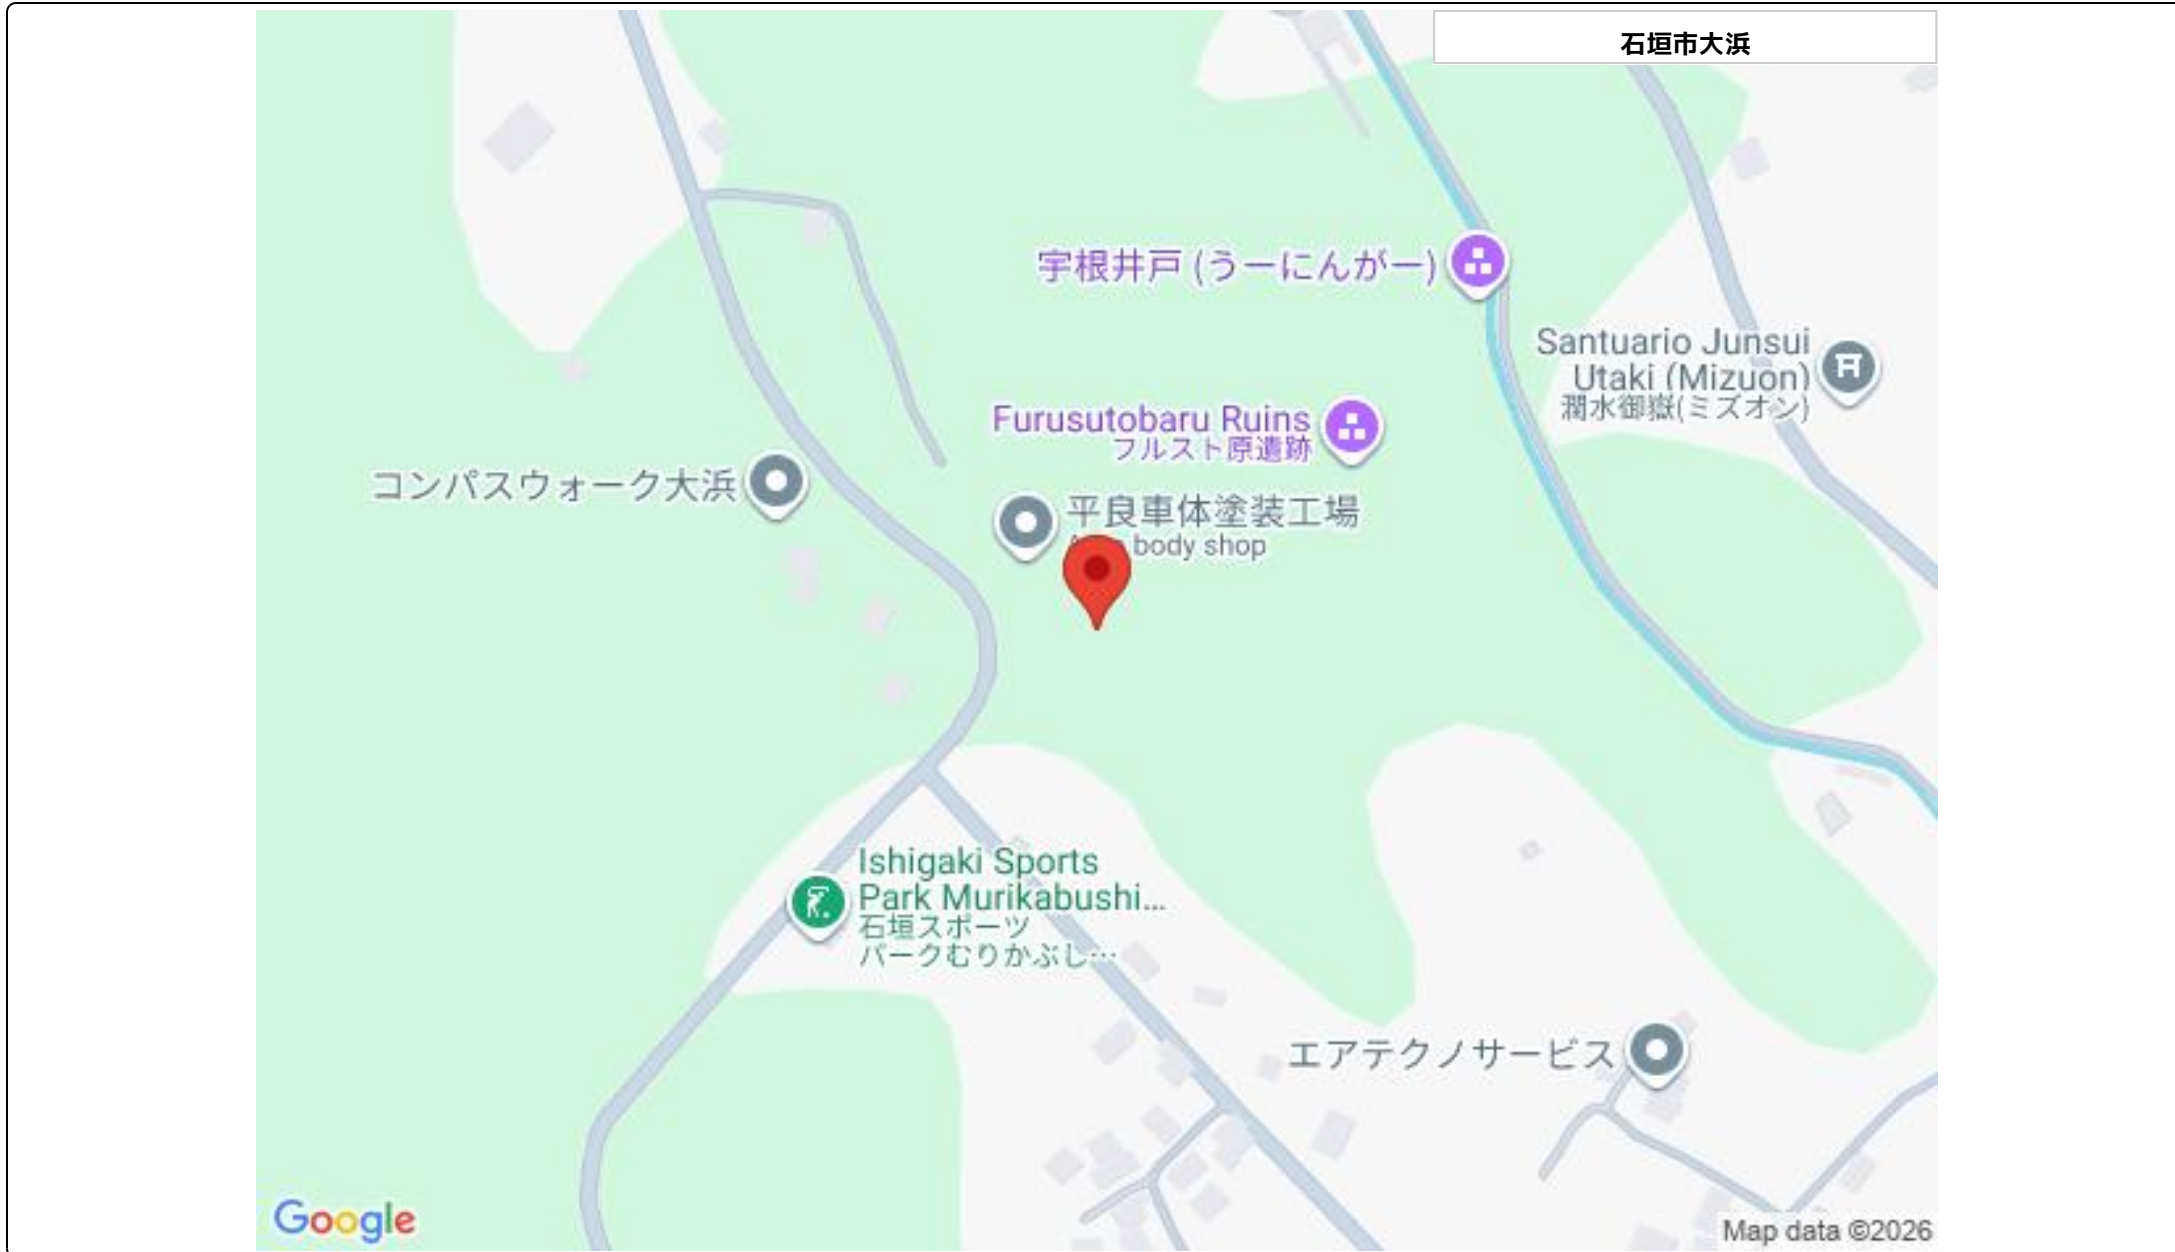 石垣市大浜
宇根井戸 (うーにんがー)
Santuario Junsui
Utaki (Mizuon)
潤水御嶽(ミズオン)
Furusutobaru Ruins
フルスト原遺跡
コンパスウォーク大浜
平良車体塗装工場
body shop
Ishigaki Sports
Park Murikabushi...
石垣スポーツ
パークむりかぶし…
エアテクノサービス
Google
Map data ©2026